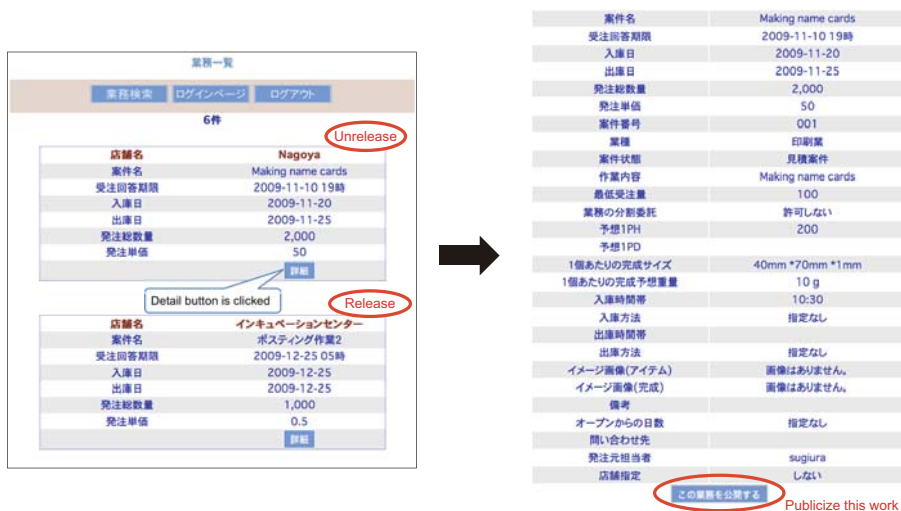 業務一覧
業務検索 ログインページ ログアウト
6件
Unrelease
店舗名 Nagoya
案件名 Making name cards
受注回答期限 2009-11-10 19時
入庫日 2009-11-20
出庫日 2009-11-25
発注総数量 2,000
発注単価 50
詳細
Detail button is clicked
Release
店舗名 インキュベーションセンター
案件名 ポスティング作業2
受注回答期限 2009-12-25 05時
入庫日 2009-12-25
出庫日 2009-12-25
発注総数量 1,000
発注単価 0.5
詳細
案件名 Making name cards
受注回答期限 2009-11-10 19時
入庫日 2009-11-20
出庫日 2009-11-25
発注総数量 2,000
発注単価 50
案件番号 001
業種 印刷業
案件状態 見積案件
作業内容 Making name cards
最低受注量 100
業務の分割委託 許可しない
予想1PH 200
予想1PD
1個あたりの完成サイズ 40mm *70mm *1mm
1個あたりの完成予想重量 10 g
入庫時間帯 10:30
入庫方法 指定なし
出庫時間帯
出庫方法 指定なし
イメージ画像(アイテム) 画像はありません。
イメージ画像(完成) 画像はありません。
備考
オープンからの日数 指定なし
問い合わせ先
発注元担当者 sugiura
店舗指定 しない
この業務を公開する
Publicize this work